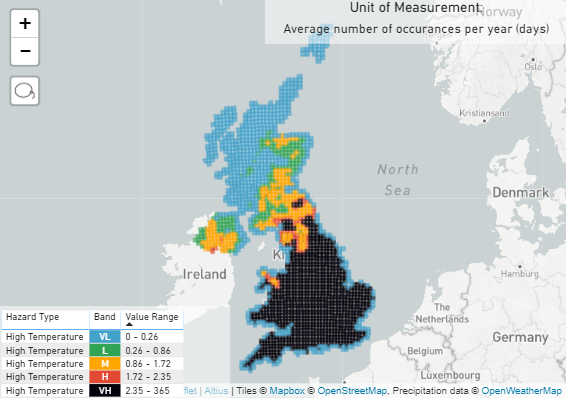 Unit of Measurement:
Average number of occurances per year (days)
+
−
Norway
Oslo
Kristiansand
North
Sea
Denmark
Hamburg
Ireland
The
Netherlands
Germany
Belgium
Luxembourg
Hazard Type Band Value Range
High Temperature VL 0 - 0.26
High Temperature L 0.26 - 0.86
High Temperature M 0.86 - 1.72
High Temperature H 1.72 - 2.35
High Temperature VH 2.35 - 365
flet | Altius | Tiles © Mapbox © OpenStreetMap, Precipitation data © OpenWeatherMap